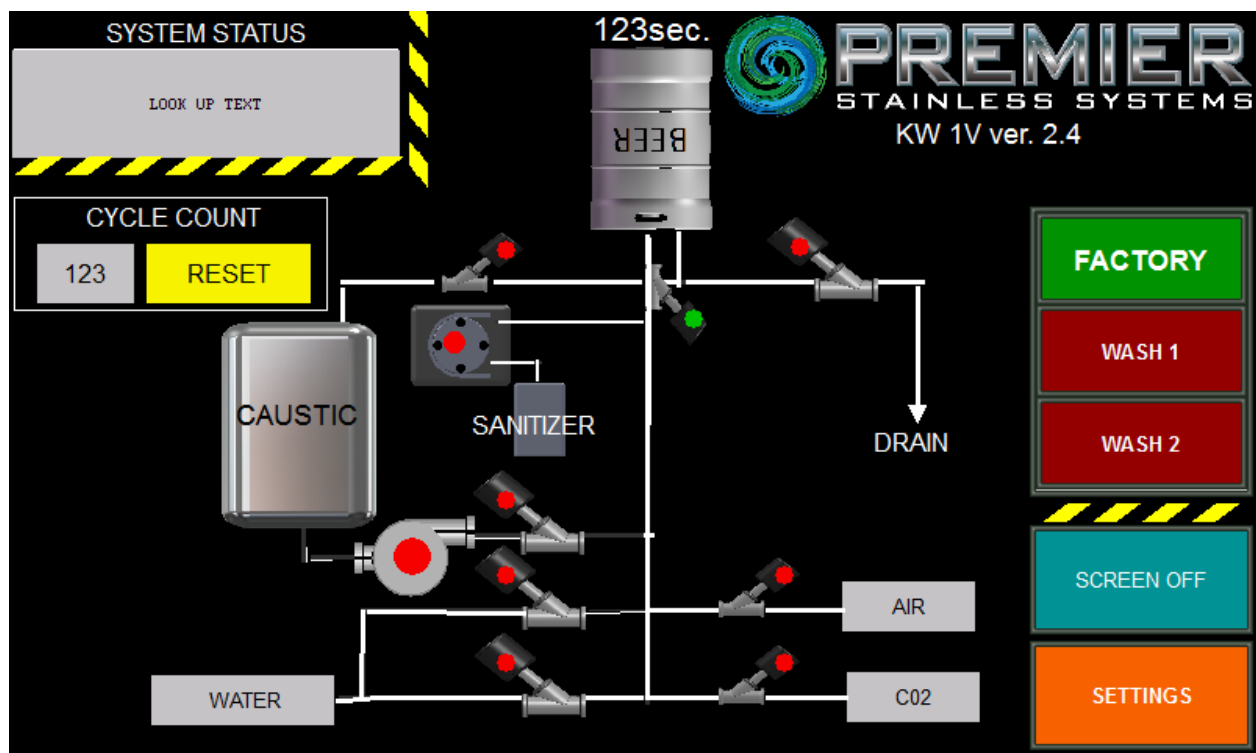 SYSTEM STATUS
LOOK UP TEXT
123sec.
BEER
PREMIER
STAINLESS SYSTEMS
KW 1V ver. 2.4
CYCLE COUNT
123
RESET
FACTORY
WASH 1
WASH 2
CAUSTIC
SANITIZER
DRAIN
SCREEN OFF
AIR
WATER
C02
SETTINGS